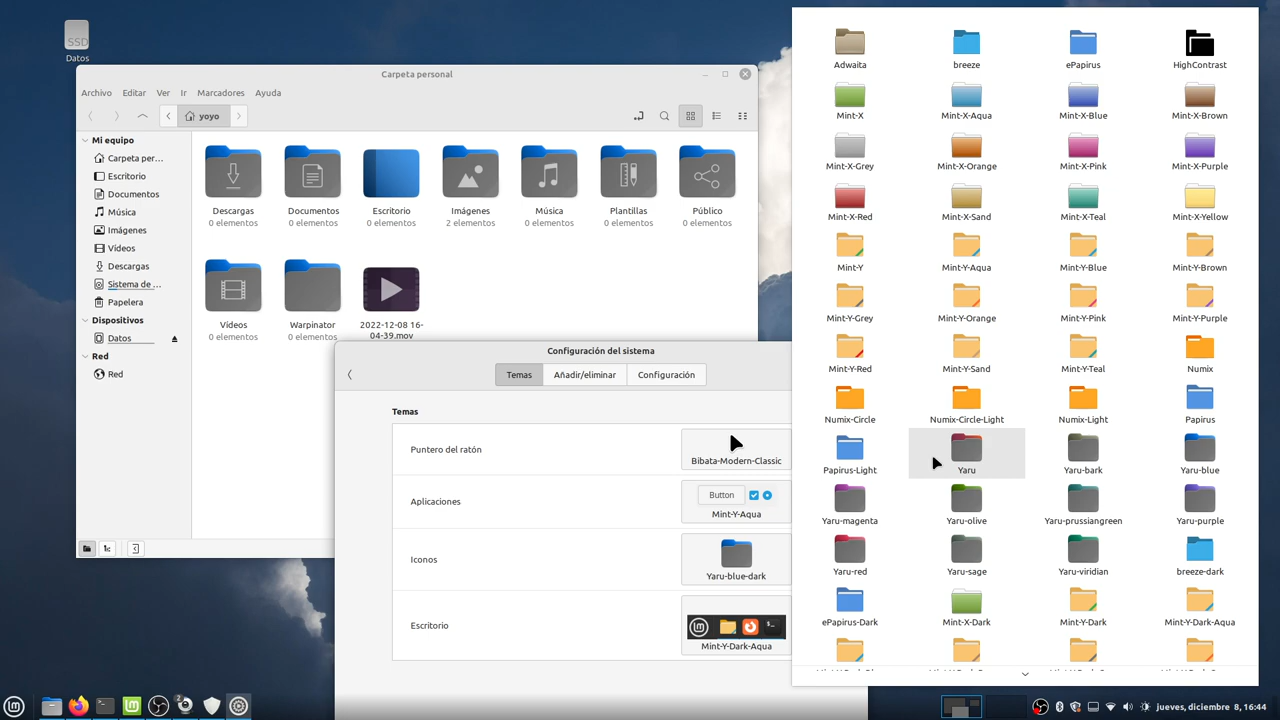 SSD
Datos
Carpeta personal
Archivo Editar Ver Ir Marcadores Ayuda
yoyo
Mi equipo
Carpeta per...
Escritorio
Documentos
Música
Imágenes
Vídeos
Descargas
Sistema de ...
Papelera
Dispositivos
Datos
Red
Red
Descargas Documentos Escritorio Imágenes Música Plantillas Público
0 elementos 0 elementos 0 elementos 2 elementos 0 elementos 0 elementos 0 elementos
Vídeos Warpinator 2022-12-08 16-
0 elementos 0 elementos 04-39.mov
Configuración del sistema
Temas Añadir/eliminar Configuración
Temas
Puntero del ratón
Bibata-Modern-Classic
Aplicaciones
Button
Mint-Y-Aqua
Iconos
Yaru-blue-dark
Escritorio
Mint-Y-Dark-Aqua
Adwaita breeze ePapirus HighContrast
Mint-X Mint-X-Aqua Mint-X-Blue Mint-X-Brown
Mint-X-Grey Mint-X-Orange Mint-X-Pink Mint-X-Purple
Mint-X-Red Mint-X-Sand Mint-X-Teal Mint-X-Yellow
Mint-Y Mint-Y-Aqua Mint-Y-Blue Mint-Y-Brown
Mint-Y-Grey Mint-Y-Orange Mint-Y-Pink Mint-Y-Purple
Mint-Y-Red Mint-Y-Sand Mint-Y-Teal Numix
Numix-Circle Numix-Circle-Light Numix-Light Papirus
Papirus-Light Yaru Yaru-bark Yaru-blue
Yaru-magenta Yaru-olive Yaru-prussiangreen Yaru-purple
Yaru-red Yaru-sage Yaru-viridian breeze-dark
ePapirus-Dark Mint-X-Dark Mint-Y-Dark Mint-Y-Dark-Aqua
2
jueves, diciembre 8, 16:44